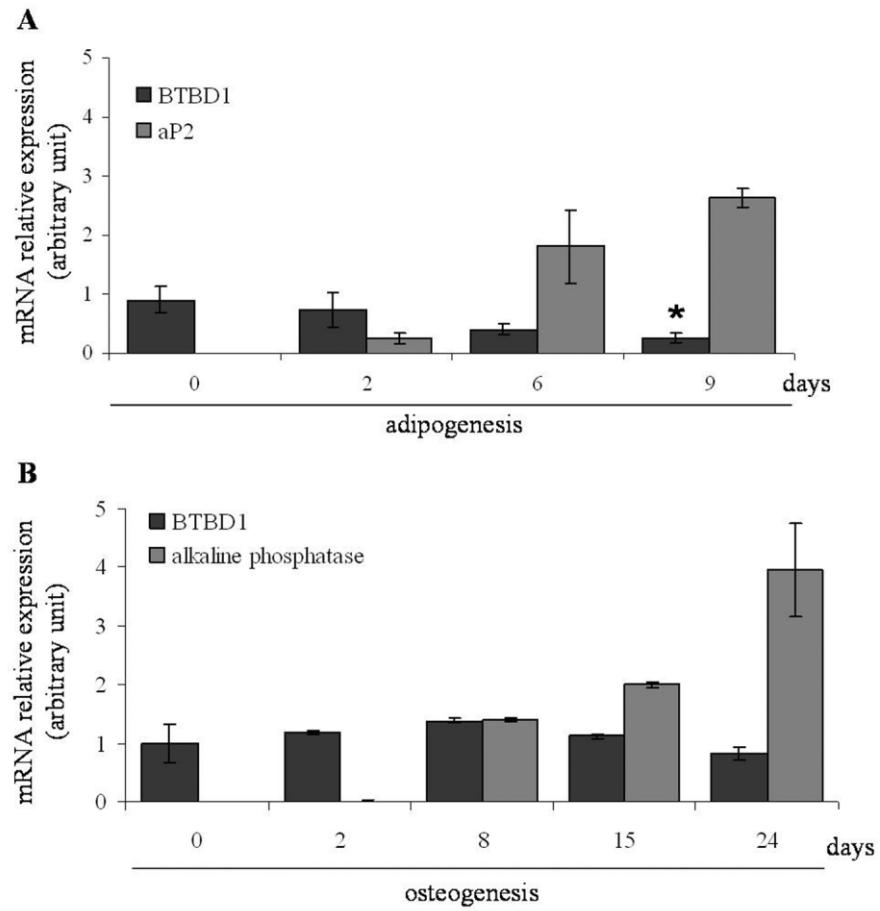 A
mRNA relative expression
(arbitrary unit)
5
4
3
2
1
0
BTBD1
aP2
*
0 2 6 9 days
adipogenesis
B
mRNA relative expression
(arbitrary unit)
5
4
3
2
1
0
BTBD1
alkaline phosphatase
0 2 8 15 24 days
osteogenesis